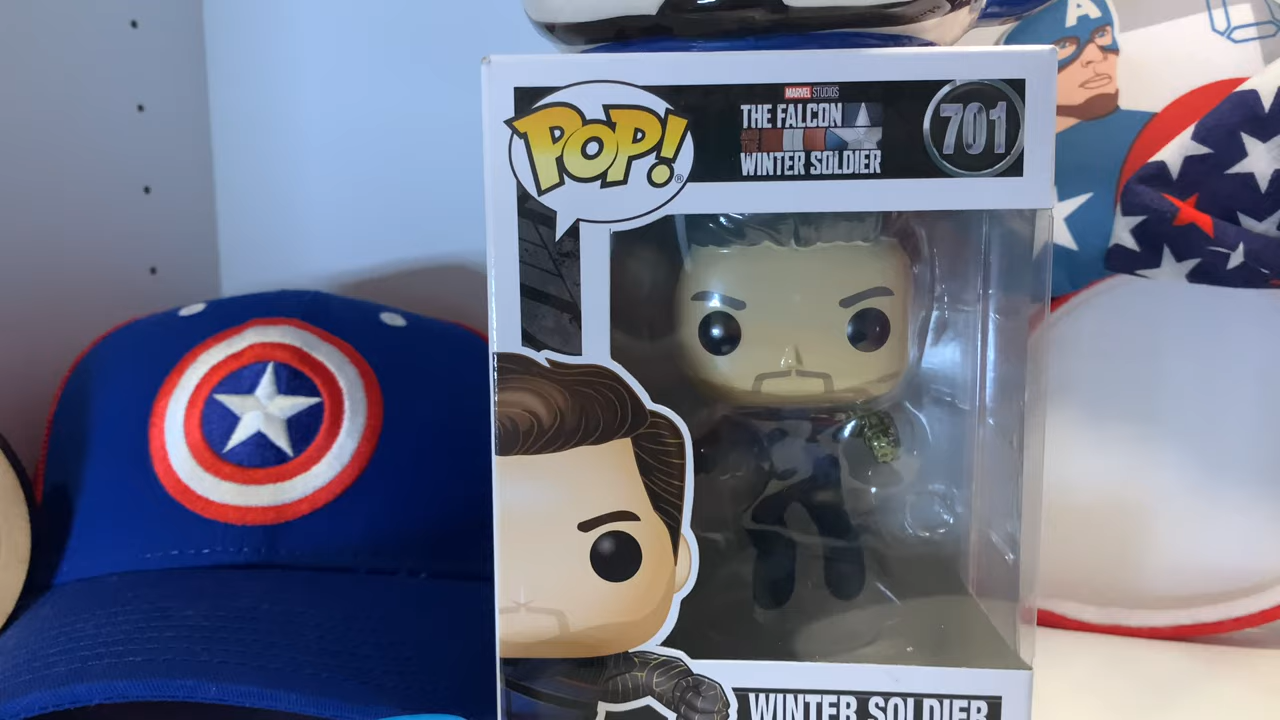 POP!®
MARVEL STUDIOS
THE FALCON
WINTER SOLDIER
701
A
WINTER SOLDIER